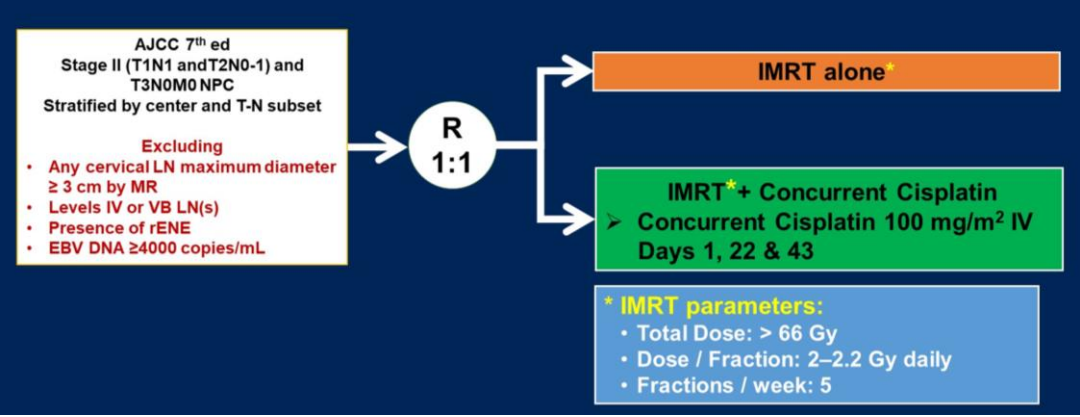 AJCC 7th ed
Stage II (T1N1 andT2N0-1) and
T3N0M0 NPC
Stratified by center and T-N subset
Excluding
• Any cervical LN maximum diameter
≥ 3 cm by MR
• Levels IV or VB LN(s)
• Presence of rENE
• EBV DNA ≥4000 copies/mL
R
1:1
IMRT alone*
IMRT*+ Concurrent Cisplatin
➢ Concurrent Cisplatin 100 mg/m² IV
Days 1, 22 & 43
* IMRT parameters:
• Total Dose: > 66 Gy
• Dose / Fraction: 2–2.2 Gy daily
• Fractions / week: 5